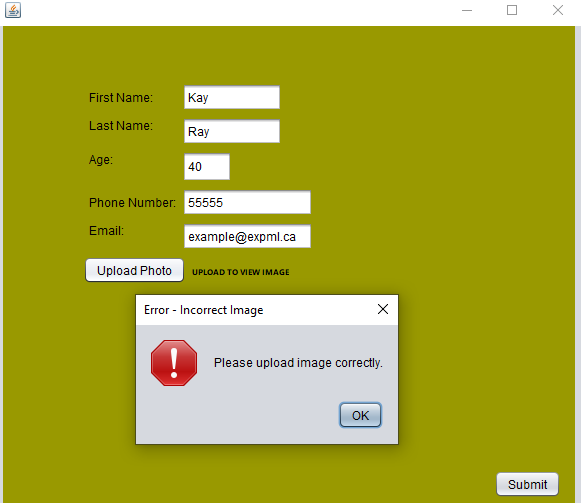 First Name: Kay
Last Name: Ray
Age: 40
Phone Number: 55555
Email: example@expml.ca
Upload Photo UPLOAD TO VIEW IMAGE
Error - Incorrect Image
Please upload image correctly.
OK
Submit